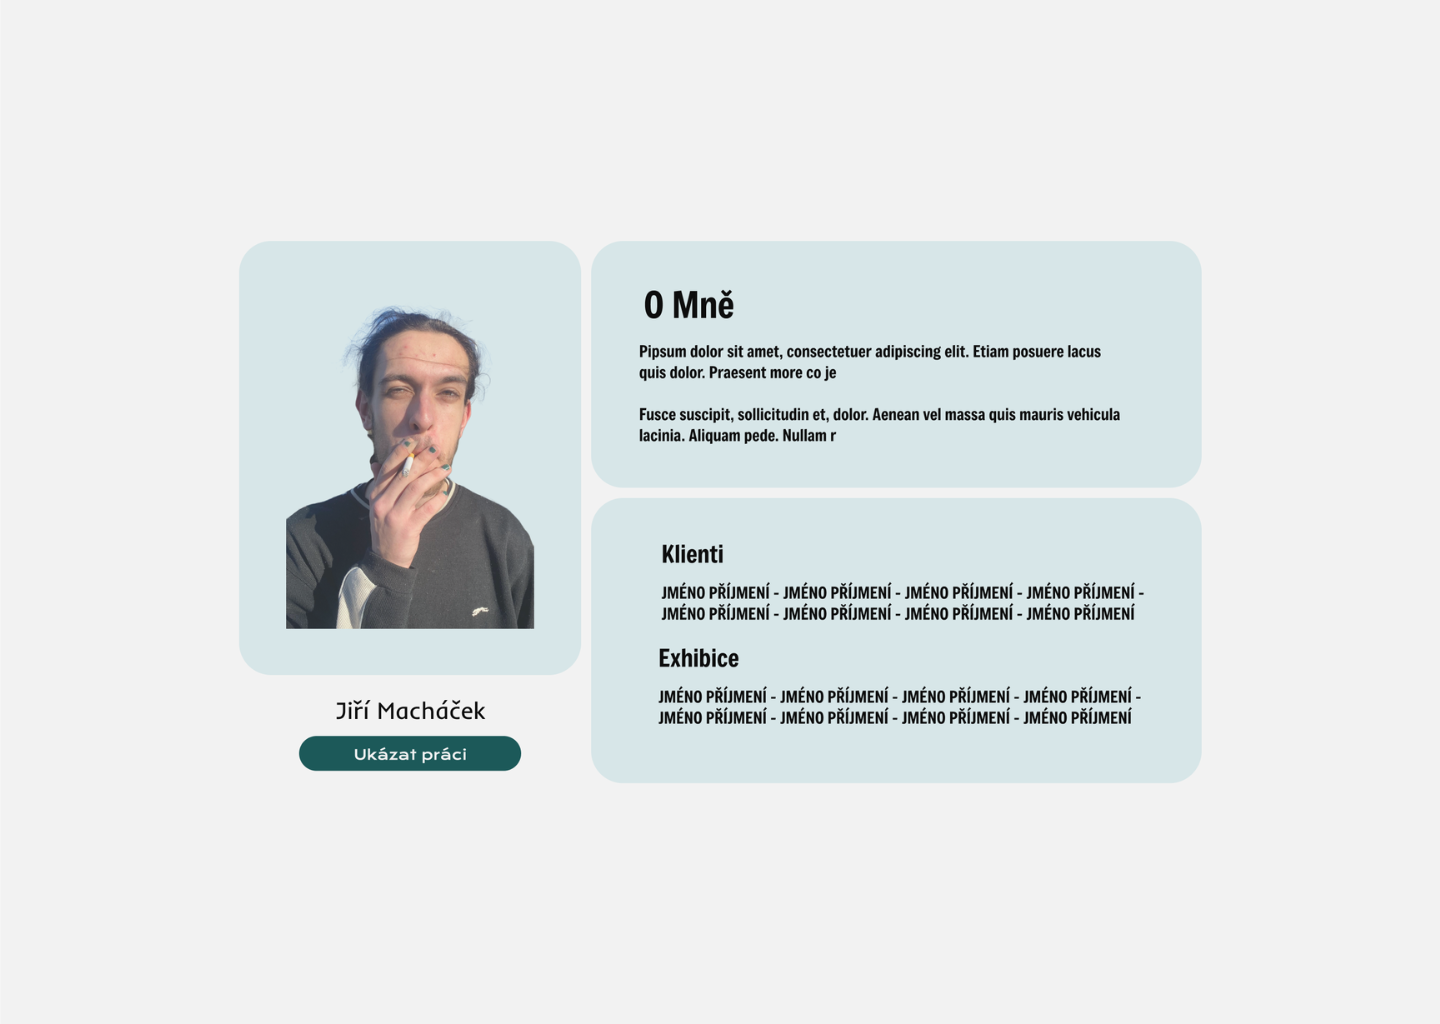 O Mně
Pipsum dolor sit amet, consectetuer adipiscing elit. Etiam posuere lacus
quis dolor. Praesent more co je
Fusce suscipit, sollicitudin et, dolor. Aenean vel massa quis mauris vehicula
lacinia. Aliquam pede. Nullam r
Klienti
JMÉNO PŘÍJMENÍ - JMÉNO PŘÍJMENÍ - JMÉNO PŘÍJMENÍ - JMÉNO PŘÍJMENÍ -
JMÉNO PŘÍJMENÍ - JMÉNO PŘÍJMENÍ - JMÉNO PŘÍJMENÍ - JMÉNO PŘÍJMENÍ
Exhibice
JMÉNO PŘÍJMENÍ - JMÉNO PŘÍJMENÍ - JMÉNO PŘÍJMENÍ - JMÉNO PŘÍJMENÍ -
JMÉNO PŘÍJMENÍ - JMÉNO PŘÍJMENÍ - JMÉNO PŘÍJMENÍ - JMÉNO PŘÍJMENÍ
Jiří Macháček
Ukázat práci